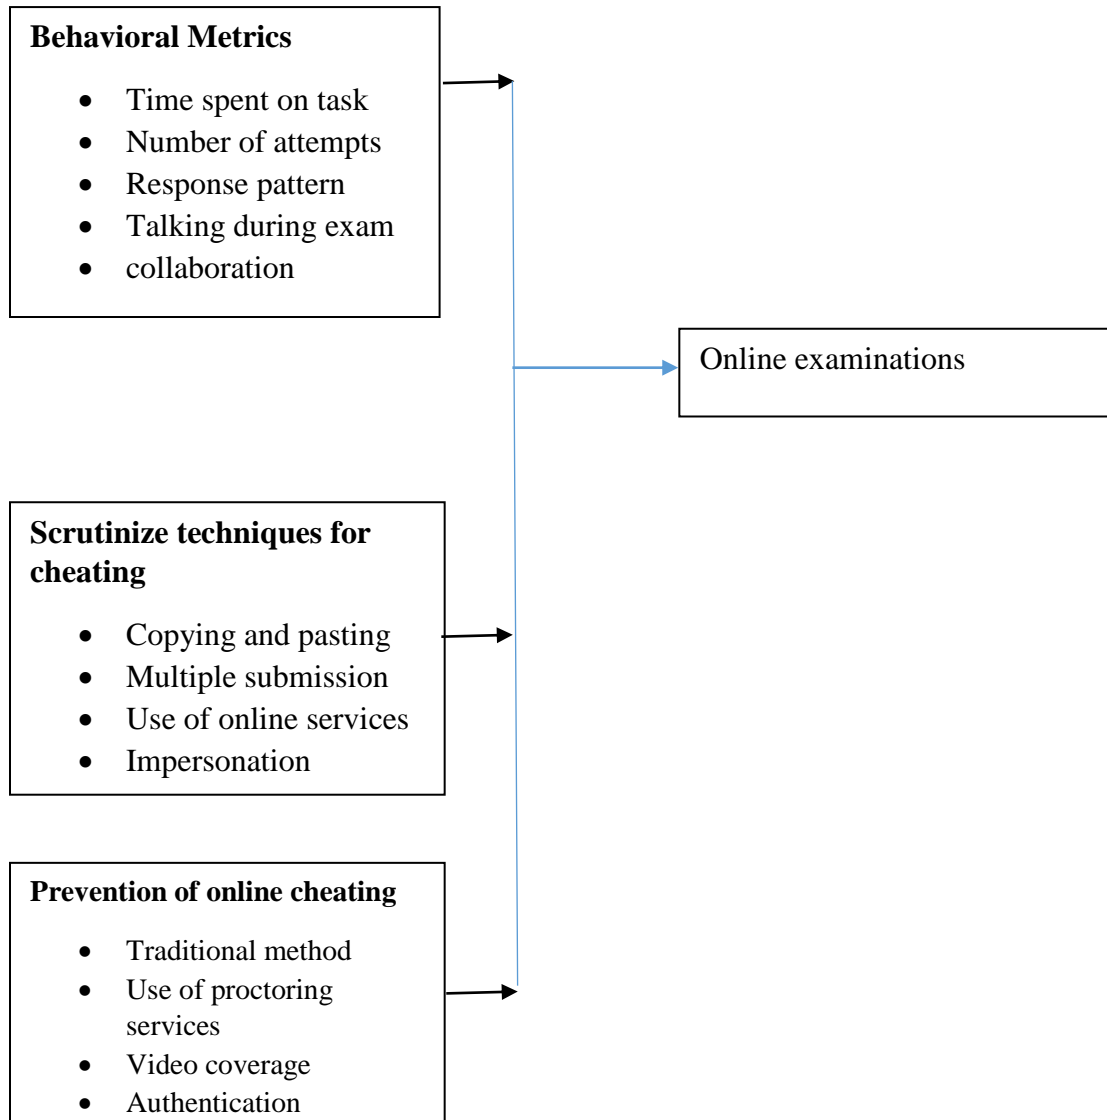 Behavioral Metrics
• Time spent on task
• Number of attempts
• Response pattern
• Talking during exam
• collaboration
Online examinations
Scrutinize techniques for
cheating
• Copying and pasting
• Multiple submission
• Use of online services
• Impersonation
Prevention of online cheating
• Traditional method
• Use of proctoring
services
• Video coverage
• Authentication